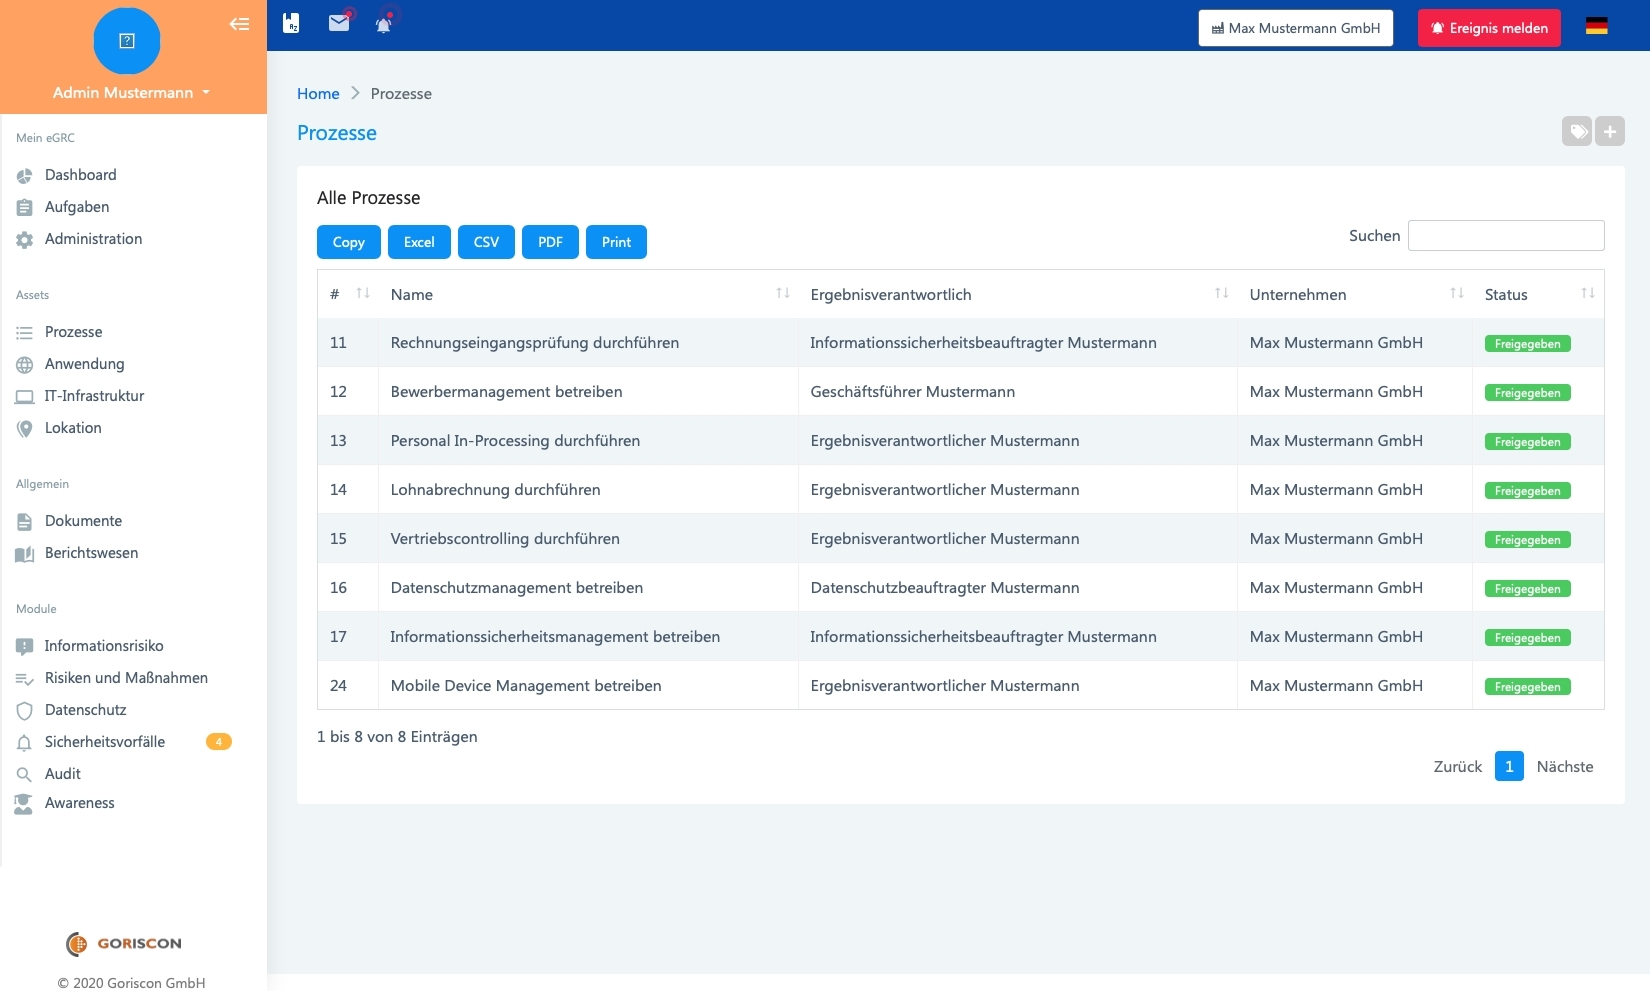 Admin Mustermann
Mein eGRC
Dashboard
Aufgaben
Administration
Assets
Prozesse
Anwendung
IT-Infrastruktur
Lokation
Allgemein
Dokumente
Berichtswesen
Module
Informationsrisiko
Risiken und Maßnahmen
Datenschutz
Sicherheitsvorfälle 4
Audit
Awareness
GORISCON
© 2020 Goriscon GmbH
Max Mustermann GmbH Ereignis melden
Home Prozesse
Prozesse
Alle Prozesse
Copy Excel CSV PDF Print Suchen
# Name Ergebnisverantwortlich Unternehmen Status
11 Rechnungseingangsprüfung durchführen Informationssicherheitsbeauftragter Mustermann Max Mustermann GmbH Freigegeben
12 Bewerbermanagement betreiben Geschäftsführer Mustermann Max Mustermann GmbH Freigegeben
13 Personal In-Processing durchführen Ergebnisverantwortlicher Mustermann Max Mustermann GmbH Freigegeben
14 Lohnabrechnung durchführen Ergebnisverantwortlicher Mustermann Max Mustermann GmbH Freigegeben
15 Vertriebscontrolling durchführen Ergebnisverantwortlicher Mustermann Max Mustermann GmbH Freigegeben
16 Datenschutzmanagement betreiben Datenschutzbeauftragter Mustermann Max Mustermann GmbH Freigegeben
17 Informationssicherheitsmanagement betreiben Informationssicherheitsbeauftragter Mustermann Max Mustermann GmbH Freigegeben
24 Mobile Device Management betreiben Ergebnisverantwortlicher Mustermann Max Mustermann GmbH Freigegeben
1 bis 8 von 8 Einträgen
Zurück 1 Nächste